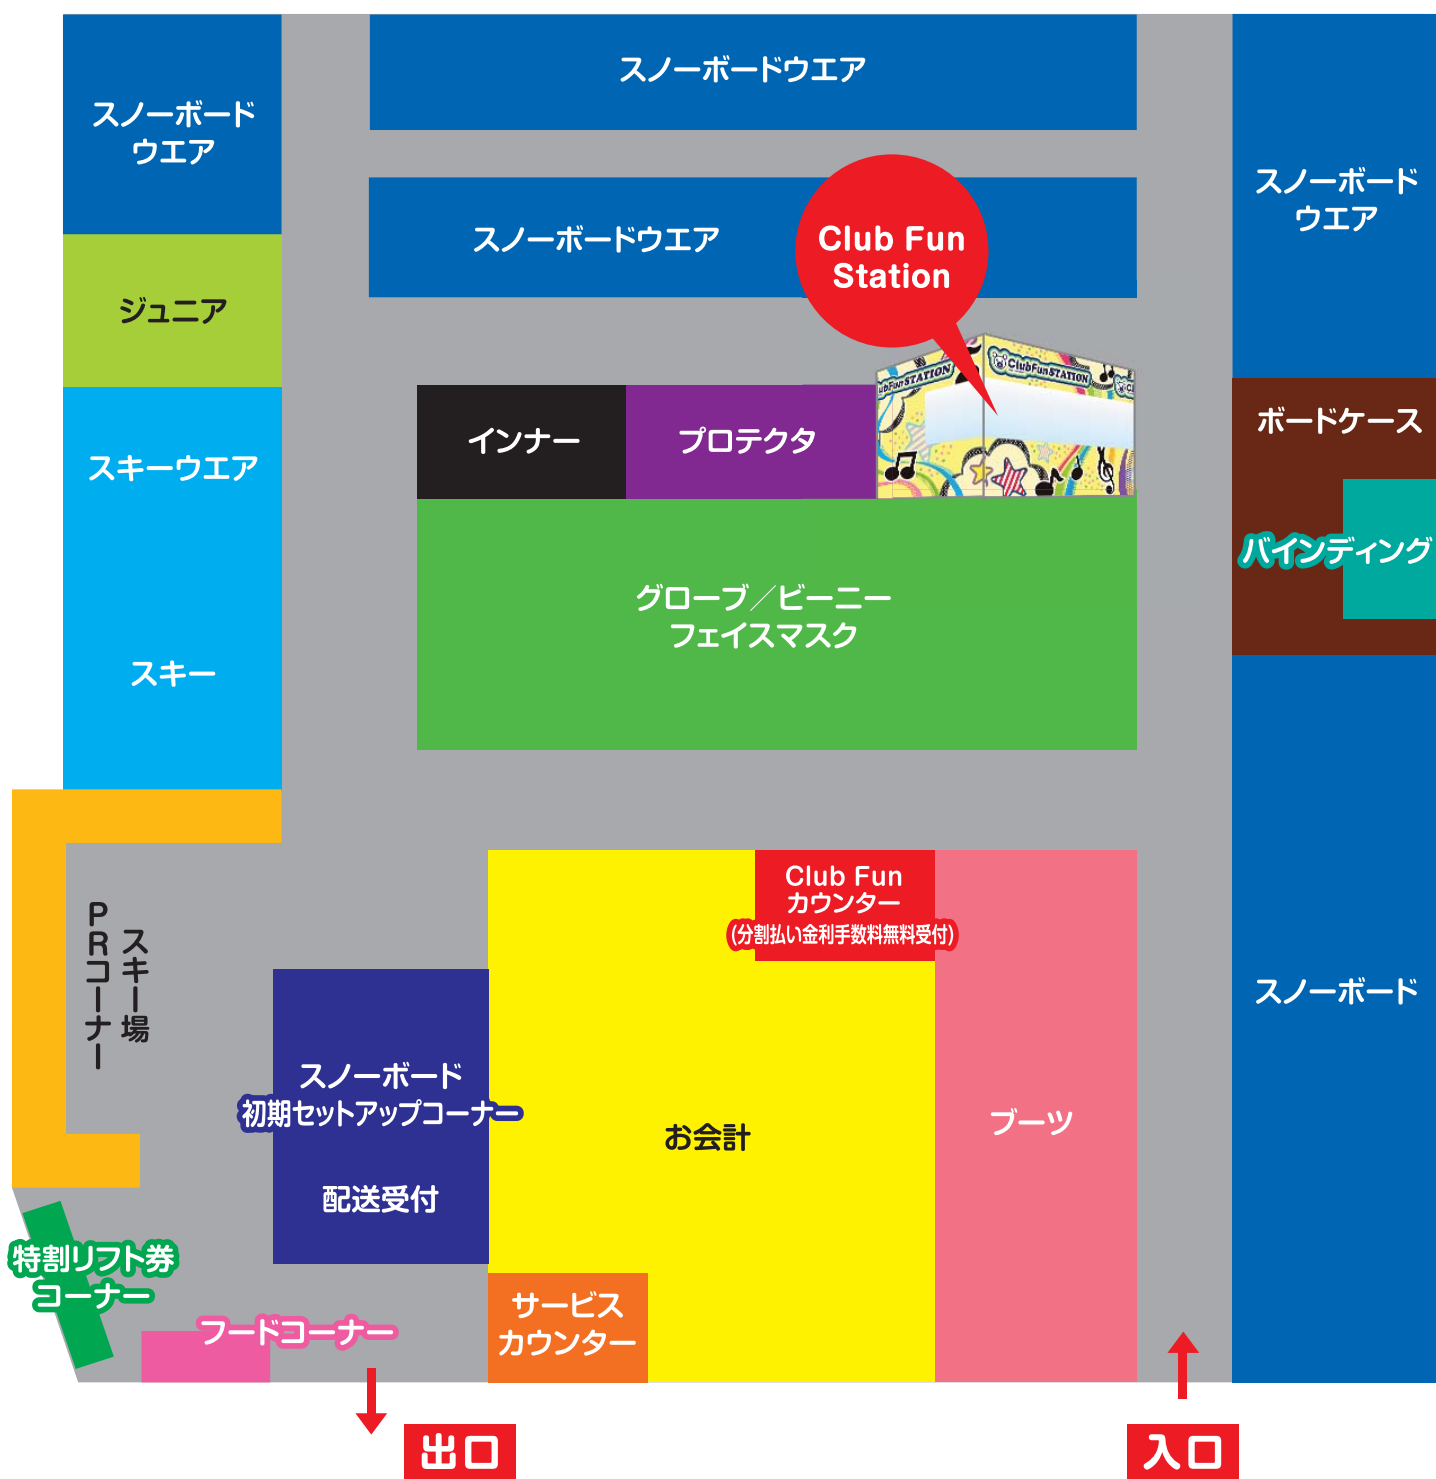 スノーボードウエア
スノーボード
ウエア
スノーボード
ウエア
スノーボードウエア
Club Fun
Station
ジュニア
ClubFunSTATION
ClubFunSTATION
インナー
プロテクタ
ボードケース
スキーウエア
バインディング
グローブ／ビーニー
フェイスマスク
スキー
Club Fun
カウンター
(分割払い金利手数料無料受付)
スキー場
PRコーナー
スノーボード
スノーボード
初期セットアップコーナー
お会計
ブーツ
配送受付
特割リフト券
コーナー
サービス
カウンター
フードコーナー
出口
入口